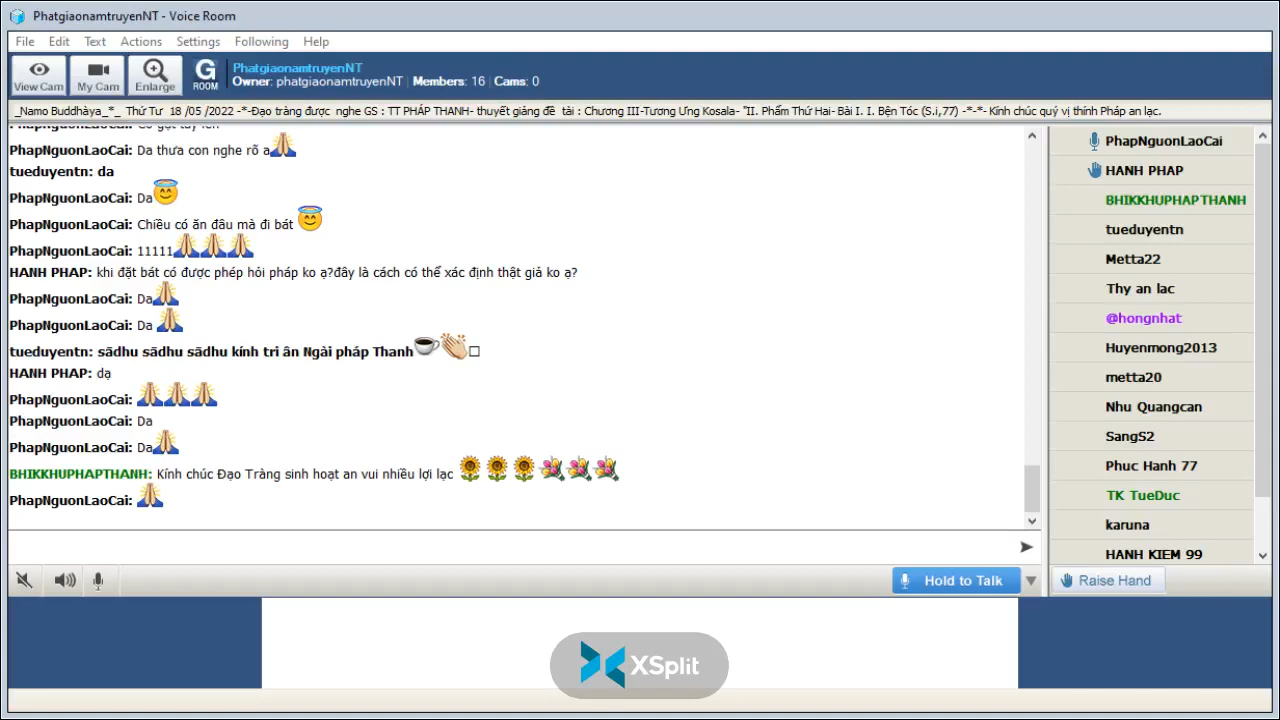 PhatgiaonamtruyenNT - Voice Room
File Edit Text Actions Settings Following Help
View Cam My Cam Enlarge G ROOM
PhatgiaonamtruyenNT
Owner: phatgiaonamtruyenNT | Members: 16 | Cams: 0
_Namo Buddhàya_*_ Thứ Tư 18 /05 /2022 -*-Đạo tràng được nghe GS : TT PHÁP THANH- thuyết giảng đề tài : Chương III-Tương Ưng Kosala- "II. Phẩm Thứ Hai- Bài I. I. Bện Tóc (S.i,77) -*-*- Kính chúc quý vị thính Pháp an lạc.
PhapNguonLaoCai:
PhapNguonLaoCai: Da thưa con nghe rõ a
tueduyentn: da
PhapNguonLaoCai: Da
PhapNguonLaoCai: Chiều có ăn đâu mà đi bát
PhapNguonLaoCai: 11111
HANH PHAP: khi đặt bát có được phép hỏi pháp ko ạ?đây là cách có thể xác định thật giả ko ạ?
PhapNguonLaoCai: Da
PhapNguonLaoCai: Da
tueduyentn: sādhu sādhu sādhu kính tri ân Ngài pháp Thanh
HANH PHAP: dạ
PhapNguonLaoCai:
PhapNguonLaoCai: Da
PhapNguonLaoCai: Da
BHIKKHUPHAPTHANH: Kính chúc Đạo Tràng sinh hoạt an vui nhiều lợi lạc
PhapNguonLaoCai:
PhapNguonLaoCai
HANH PHAP
BHIKKHUPHAPTHANH
tueduyentn
Metta22
Thy an lac
@hongnhat
Huyenmong2013
metta20
Nhu Quangcan
SangS2
Phuc Hanh 77
TK TueDuc
karuna
HANH KIEM 99
Hold to Talk
Raise Hand
XSplit